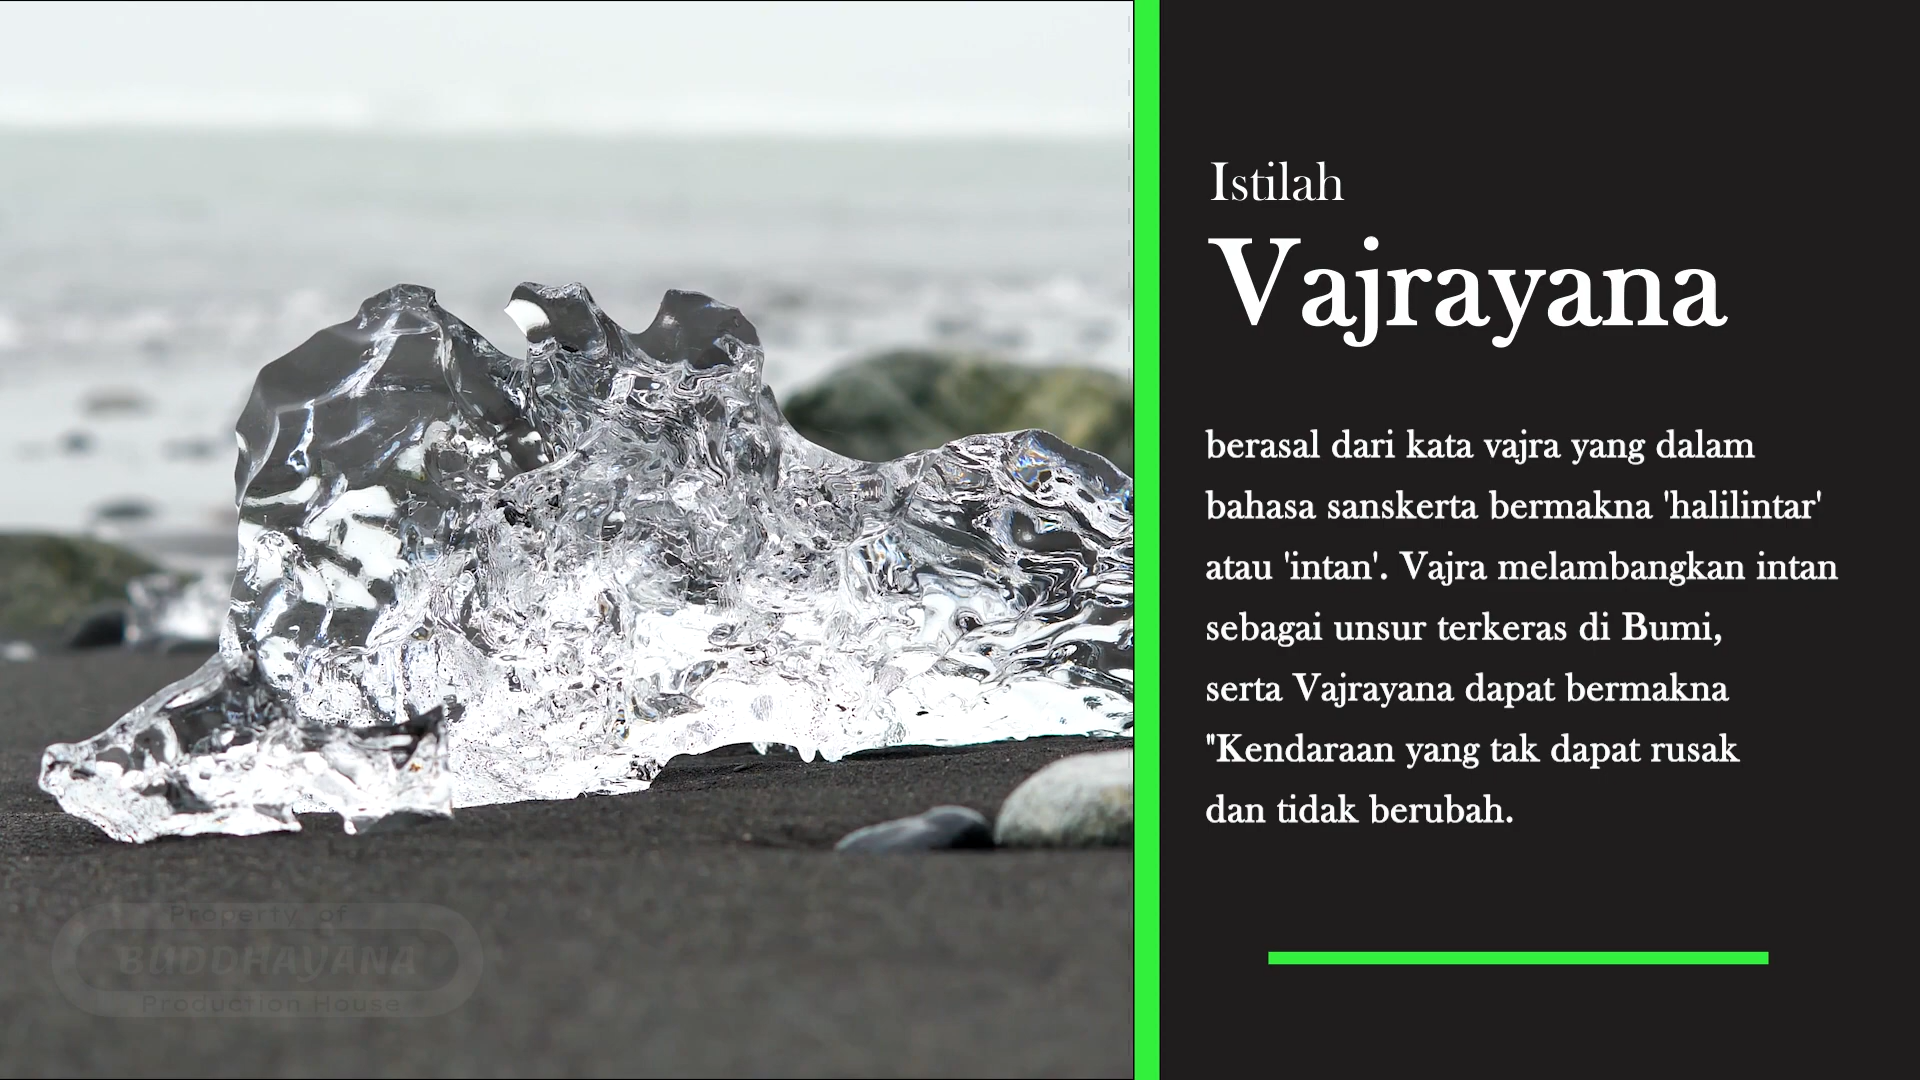 Istilah
Vajrayana
berasal dari kata vajra yang dalam
bahasa sanskerta bermakna 'halilintar'
atau 'intan'. Vajra melambangkan intan
sebagai unsur terkeras di Bumi,
serta Vajrayana dapat bermakna
"Kendaraan yang tak dapat rusak
dan tidak berubah.
Property of
BUDDHAYANA
Production House